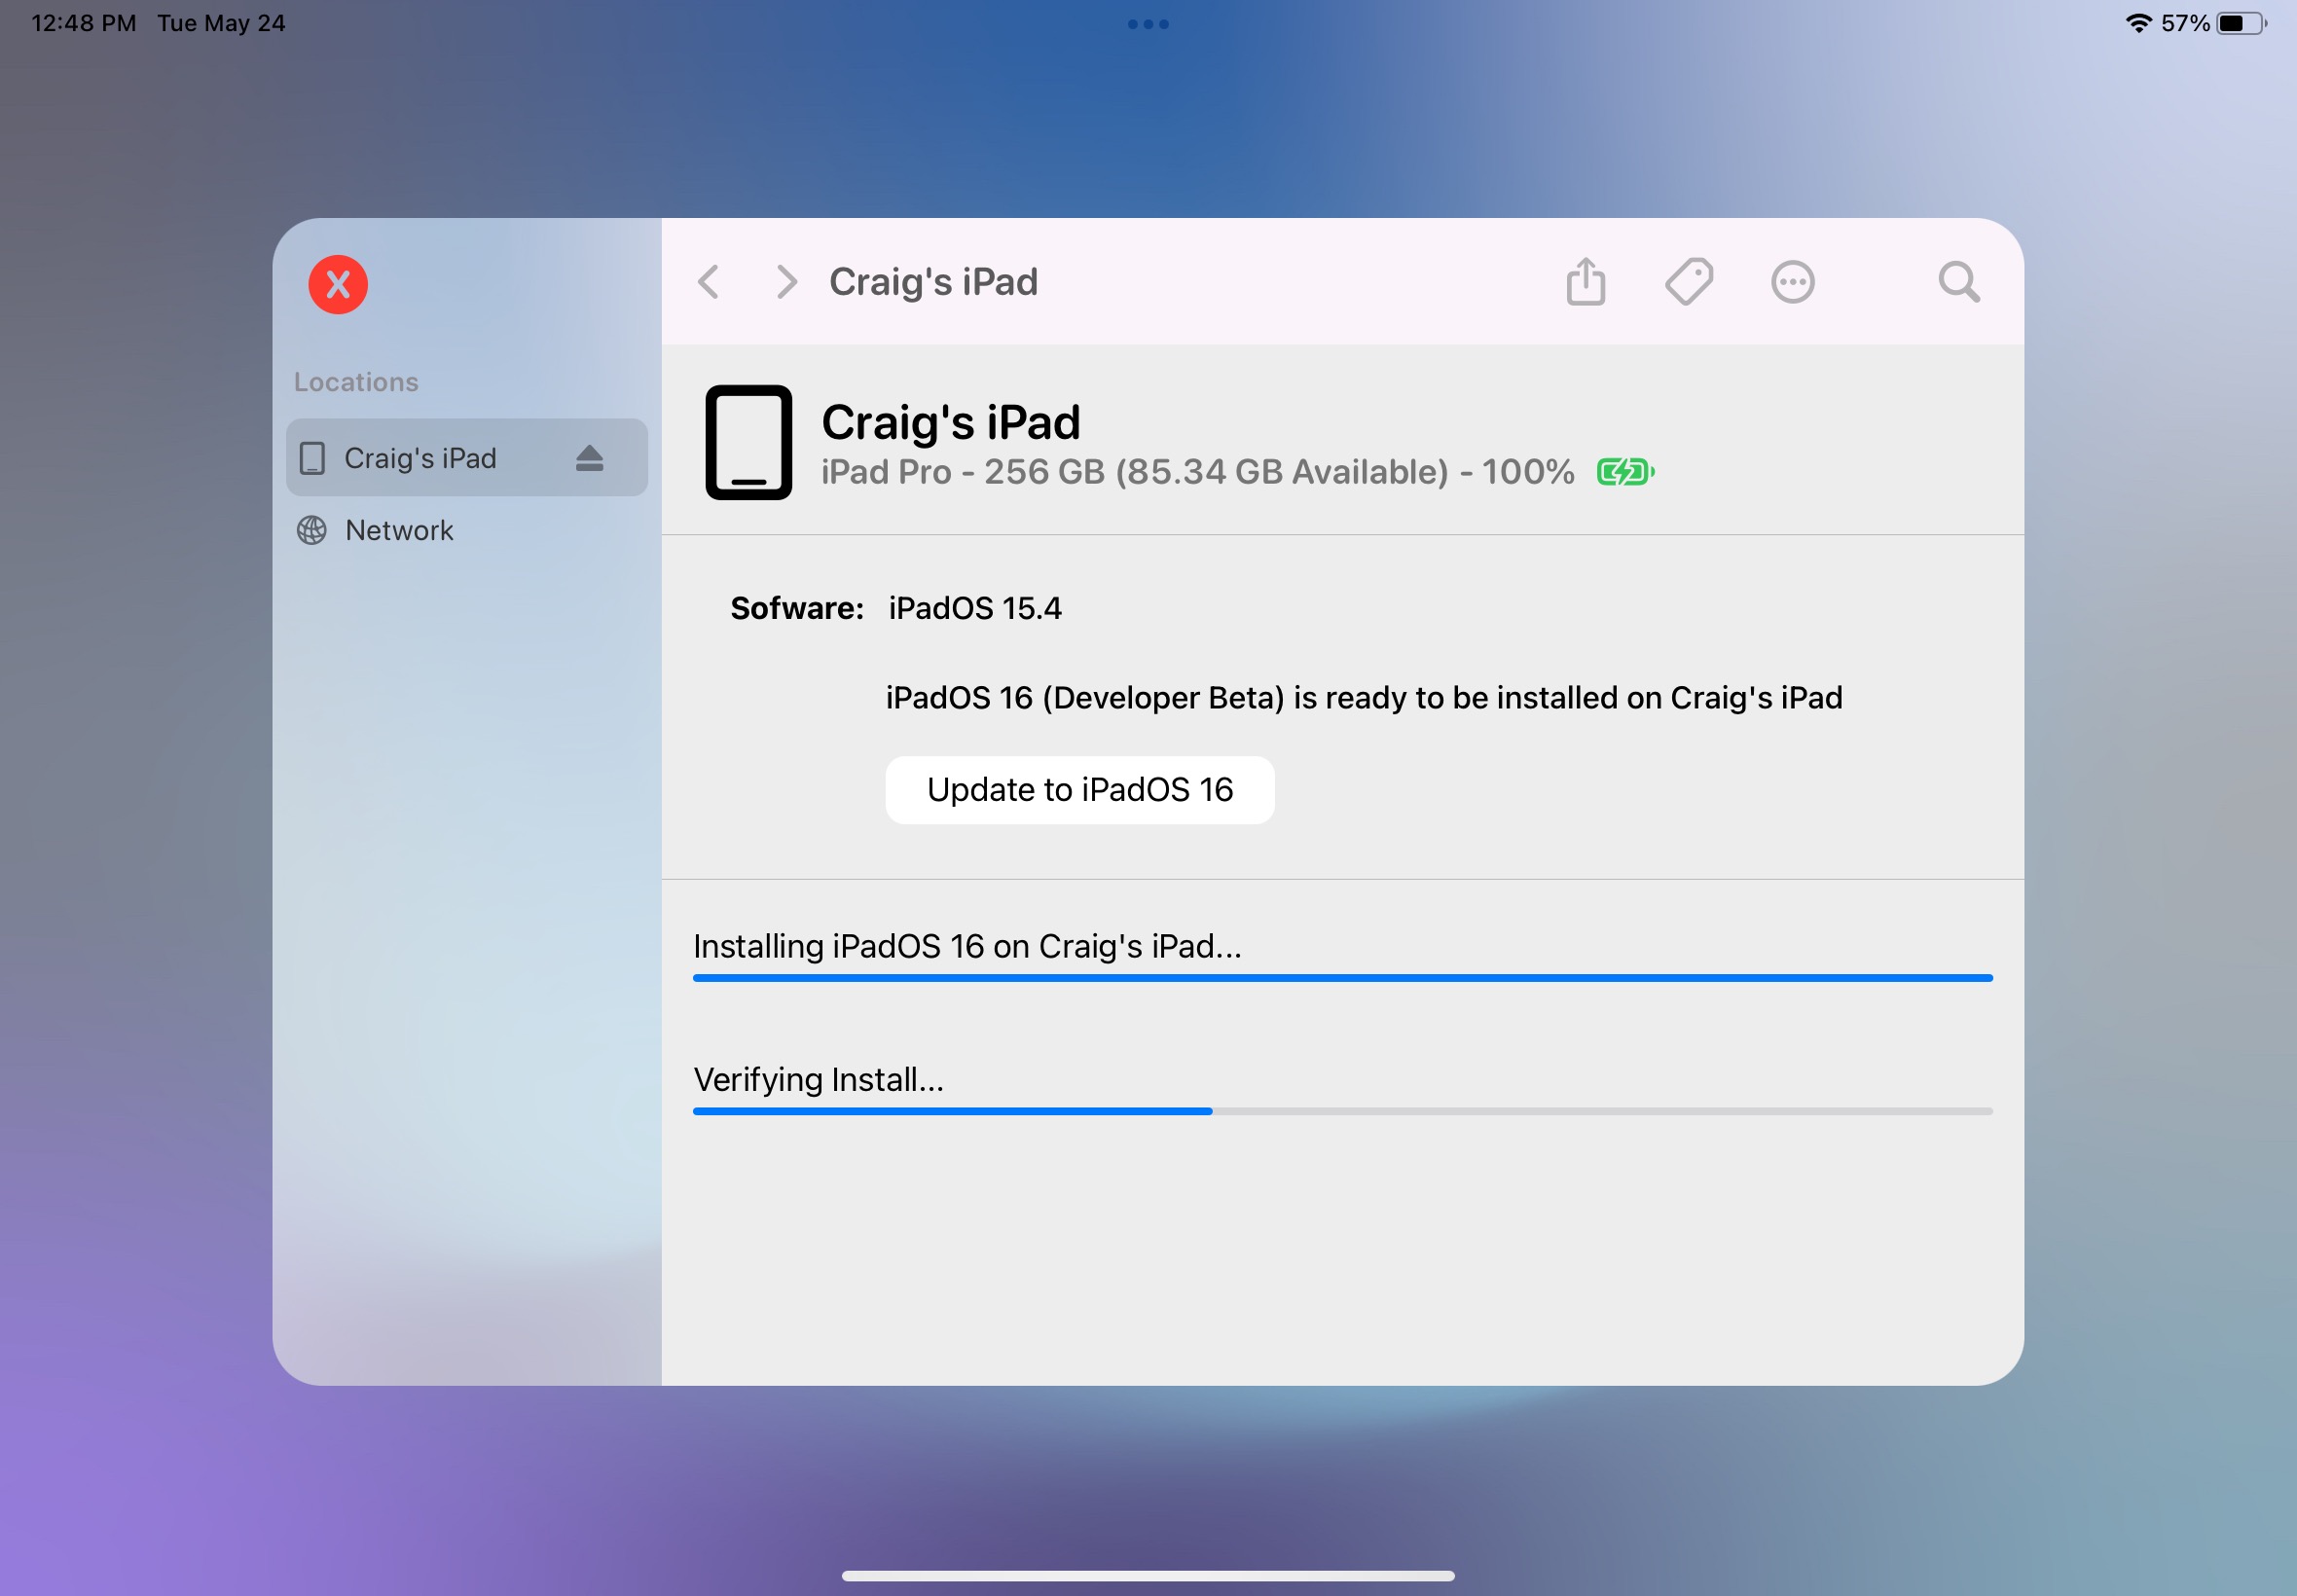 12:48 PM Tue May 24
57%
Craig's iPad
Locations
Craig's iPad
Network
Craig's iPad
iPad Pro - 256 GB (85.34 GB Available) - 100%
Sofware: iPadOS 15.4
iPadOS 16 (Developer Beta) is ready to be installed on Craig's iPad
Update to iPadOS 16
Installing iPadOS 16 on Craig's iPad...
Verifying Install...